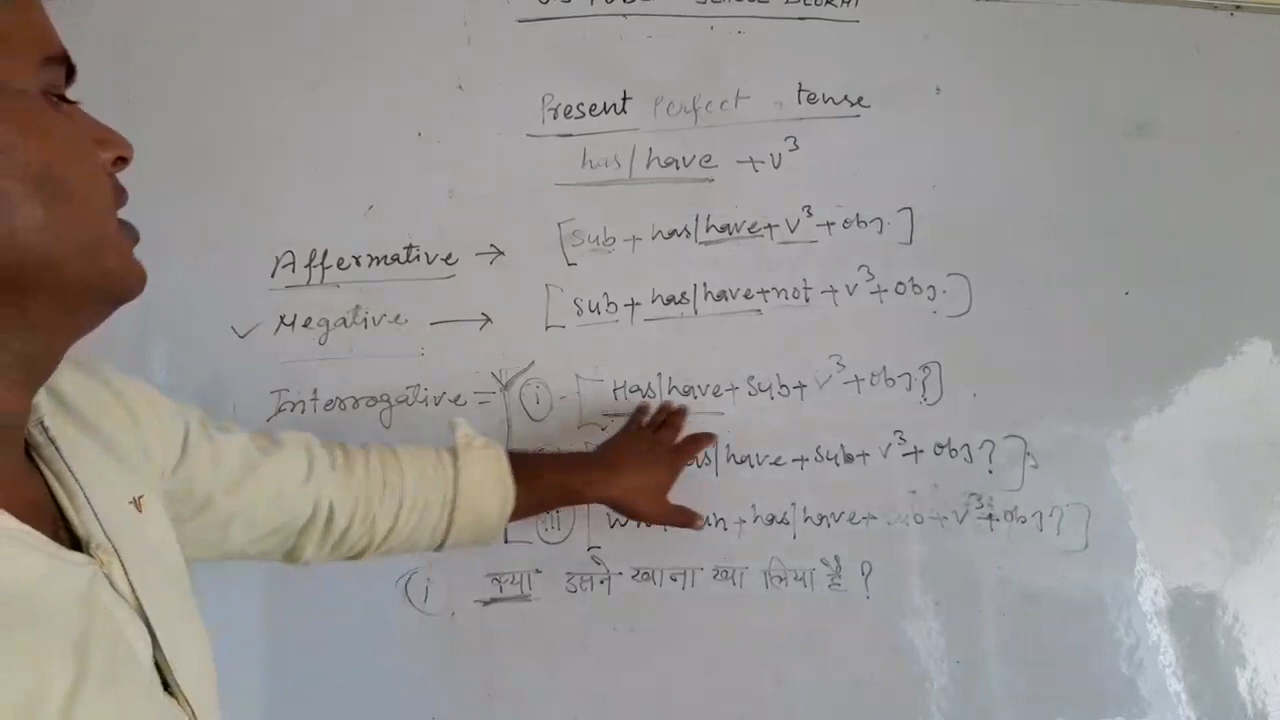 Present Perfect tense
has/have + v³
Affermative → [sub + has/have + v³ + obj.]
✓ Negative → [sub + has/have + not + v³ + obj.]
Interrogative = (i) - [Has/have + sub + v³ + obj.?]
has/have + sub + v³ + obj?]
(iii) [ + has/have + sub + v³ + obj?]
(i क्या उसने खाना खा लिया है ?